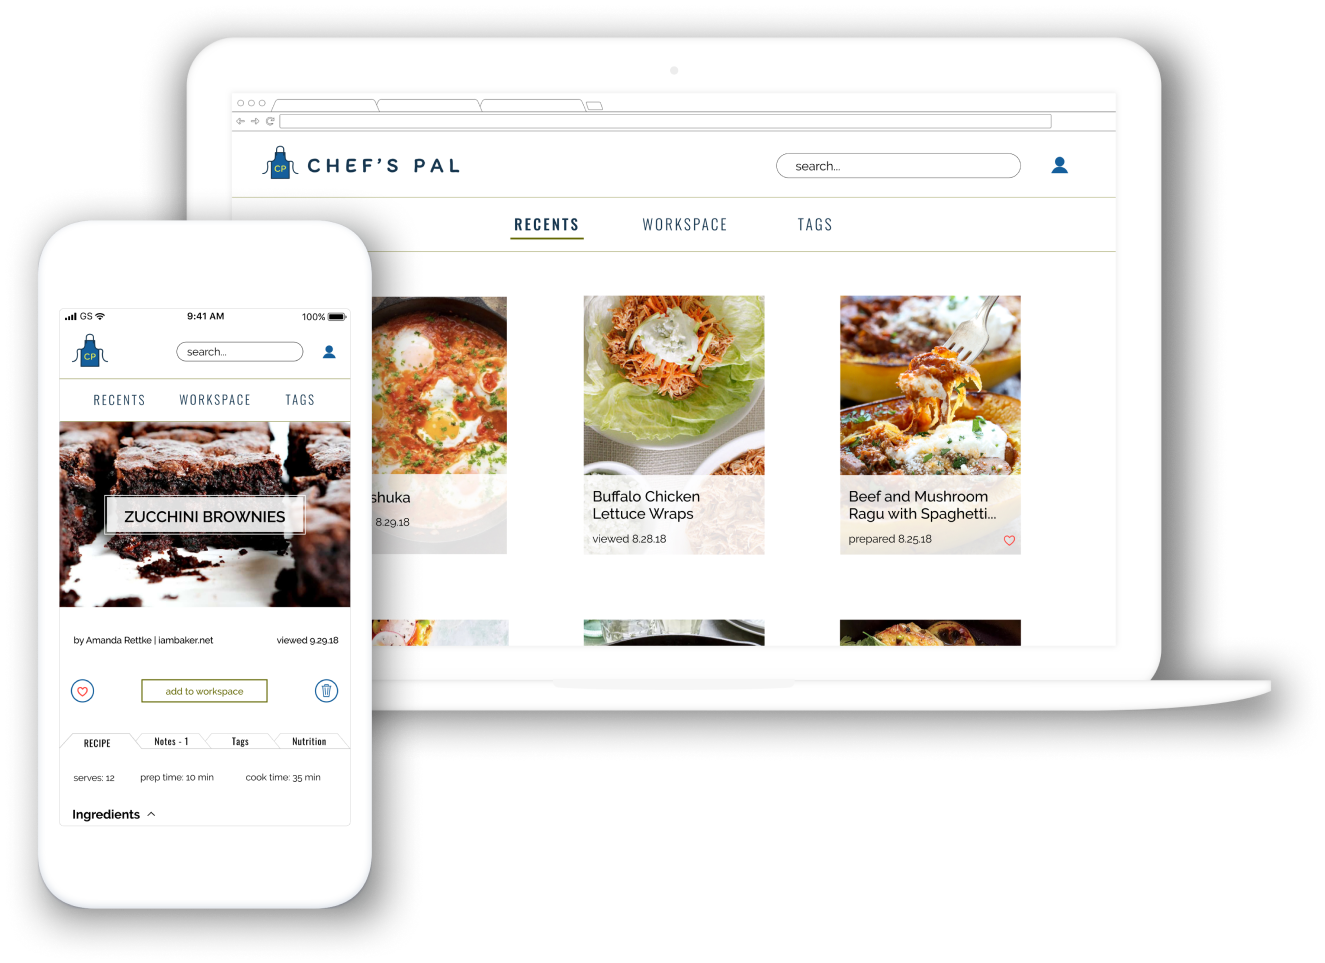 CP CHEF'S PAL
search...
RECENTS WORKSPACE TAGS
shuka
8.29.18
Buffalo Chicken
Lettuce Wraps
viewed 8.28.18
Beef and Mushroom
Ragu with Spaghetti...
prepared 8.25.18
GS 9:41 AM 100%
CP search...
RECENTS WORKSPACE TAGS
ZUCCHINI BROWNIES
by Amanda Rettke | iambaker.net viewed 9.29.18
add to workspace
RECIPE Notes - 1 Tags Nutrition
serves: 12 prep time: 10 min cook time: 35 min
Ingredients